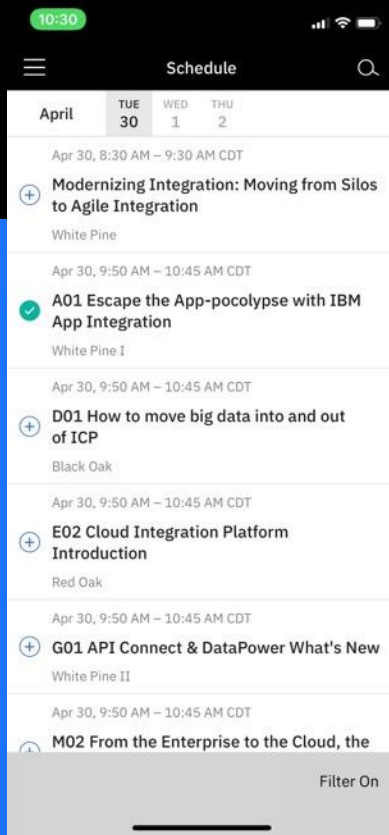 10:30
Schedule
April
TUE
30
WED
1
THU
2
Apr 30, 8:30 AM – 9:30 AM CDT
Modernizing Integration: Moving from Silos
to Agile Integration
White Pine
Apr 30, 9:50 AM – 10:45 AM CDT
A01 Escape the App-pocolypse with IBM
App Integration
White Pine I
Apr 30, 9:50 AM – 10:45 AM CDT
D01 How to move big data into and out
of ICP
Black Oak
Apr 30, 9:50 AM – 10:45 AM CDT
E02 Cloud Integration Platform
Introduction
Red Oak
Apr 30, 9:50 AM – 10:45 AM CDT
G01 API Connect & DataPower What's New
White Pine II
Apr 30, 9:50 AM – 10:45 AM CDT
M02 From the Enterprise to the Cloud, the
Filter On